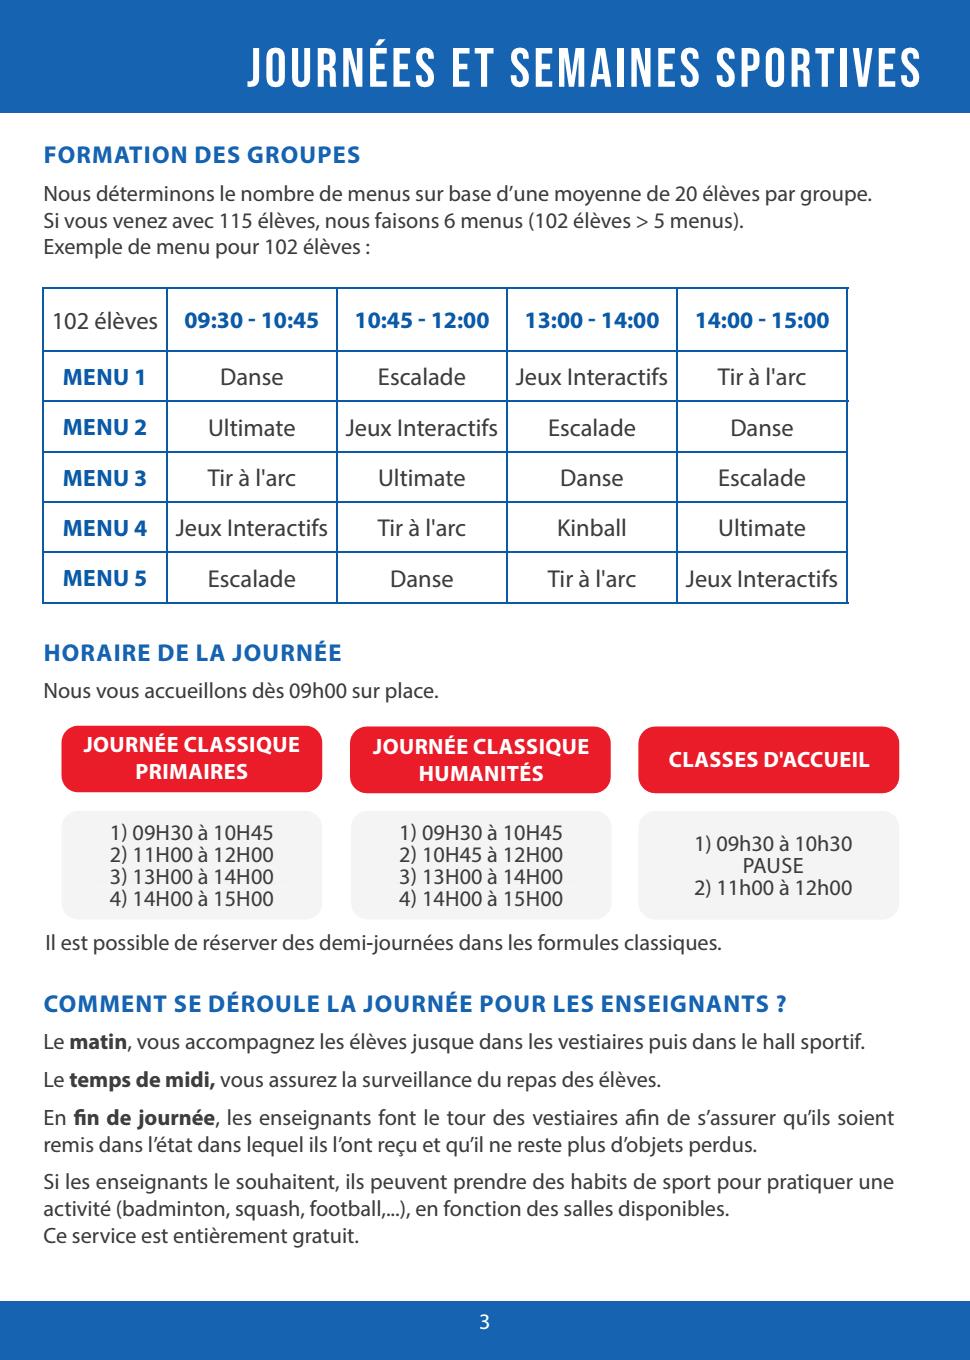 JOURNÉES ET SEMAINES SPORTIVES
FORMATION DES GROUPES
Nous déterminons le nombre de menus sur base d’une moyenne de 20 élèves par groupe.
Si vous venez avec 115 élèves, nous faisons 6 menus (102 élèves > 5 menus).
Exemple de menu pour 102 élèves :
102 élèves 09:30 - 10:45 10:45 - 12:00 13:00 - 14:00 14:00 - 15:00
MENU 1 Danse Escalade Jeux Interactifs Tir à l'arc
MENU 2 Ultimate Jeux Interactifs Escalade Danse
MENU 3 Tir à l'arc Ultimate Danse Escalade
MENU 4 Jeux Interactifs Tir à l'arc Kinball Ultimate
MENU 5 Escalade Danse Tir à l'arc Jeux Interactifs
HORAIRE DE LA JOURNÉE
Nous vous accueillons dès 09h00 sur place.
JOURNÉE CLASSIQUE
PRIMAIRES
1) 09H30 à 10H45
2) 11H00 à 12H00
3) 13H00 à 14H00
4) 14H00 à 15H00
JOURNÉE CLASSIQUE
HUMANITÉS
1) 09H30 à 10H45
2) 10H45 à 12H00
3) 13H00 à 14H00
4) 14H00 à 15H00
CLASSES D'ACCUEIL
1) 09h30 à 10h30
PAUSE
2) 11h00 à 12h00
Il est possible de réserver des demi-journées dans les formules classiques.
COMMENT SE DÉROULE LA JOURNÉE POUR LES ENSEIGNANTS ?
Le matin, vous accompagnez les élèves jusque dans les vestiaires puis dans le hall sportif.
Le temps de midi, vous assurez la surveillance du repas des élèves.
En fin de journée, les enseignants font le tour des vestiaires afin de s’assurer qu’ils soient
remis dans l’état dans lequel ils l’ont reçu et qu’il ne reste plus d’objets perdus.
Si les enseignants le souhaitent, ils peuvent prendre des habits de sport pour pratiquer une
activité (badminton, squash, football,...), en fonction des salles disponibles.
Ce service est entièrement gratuit.
3